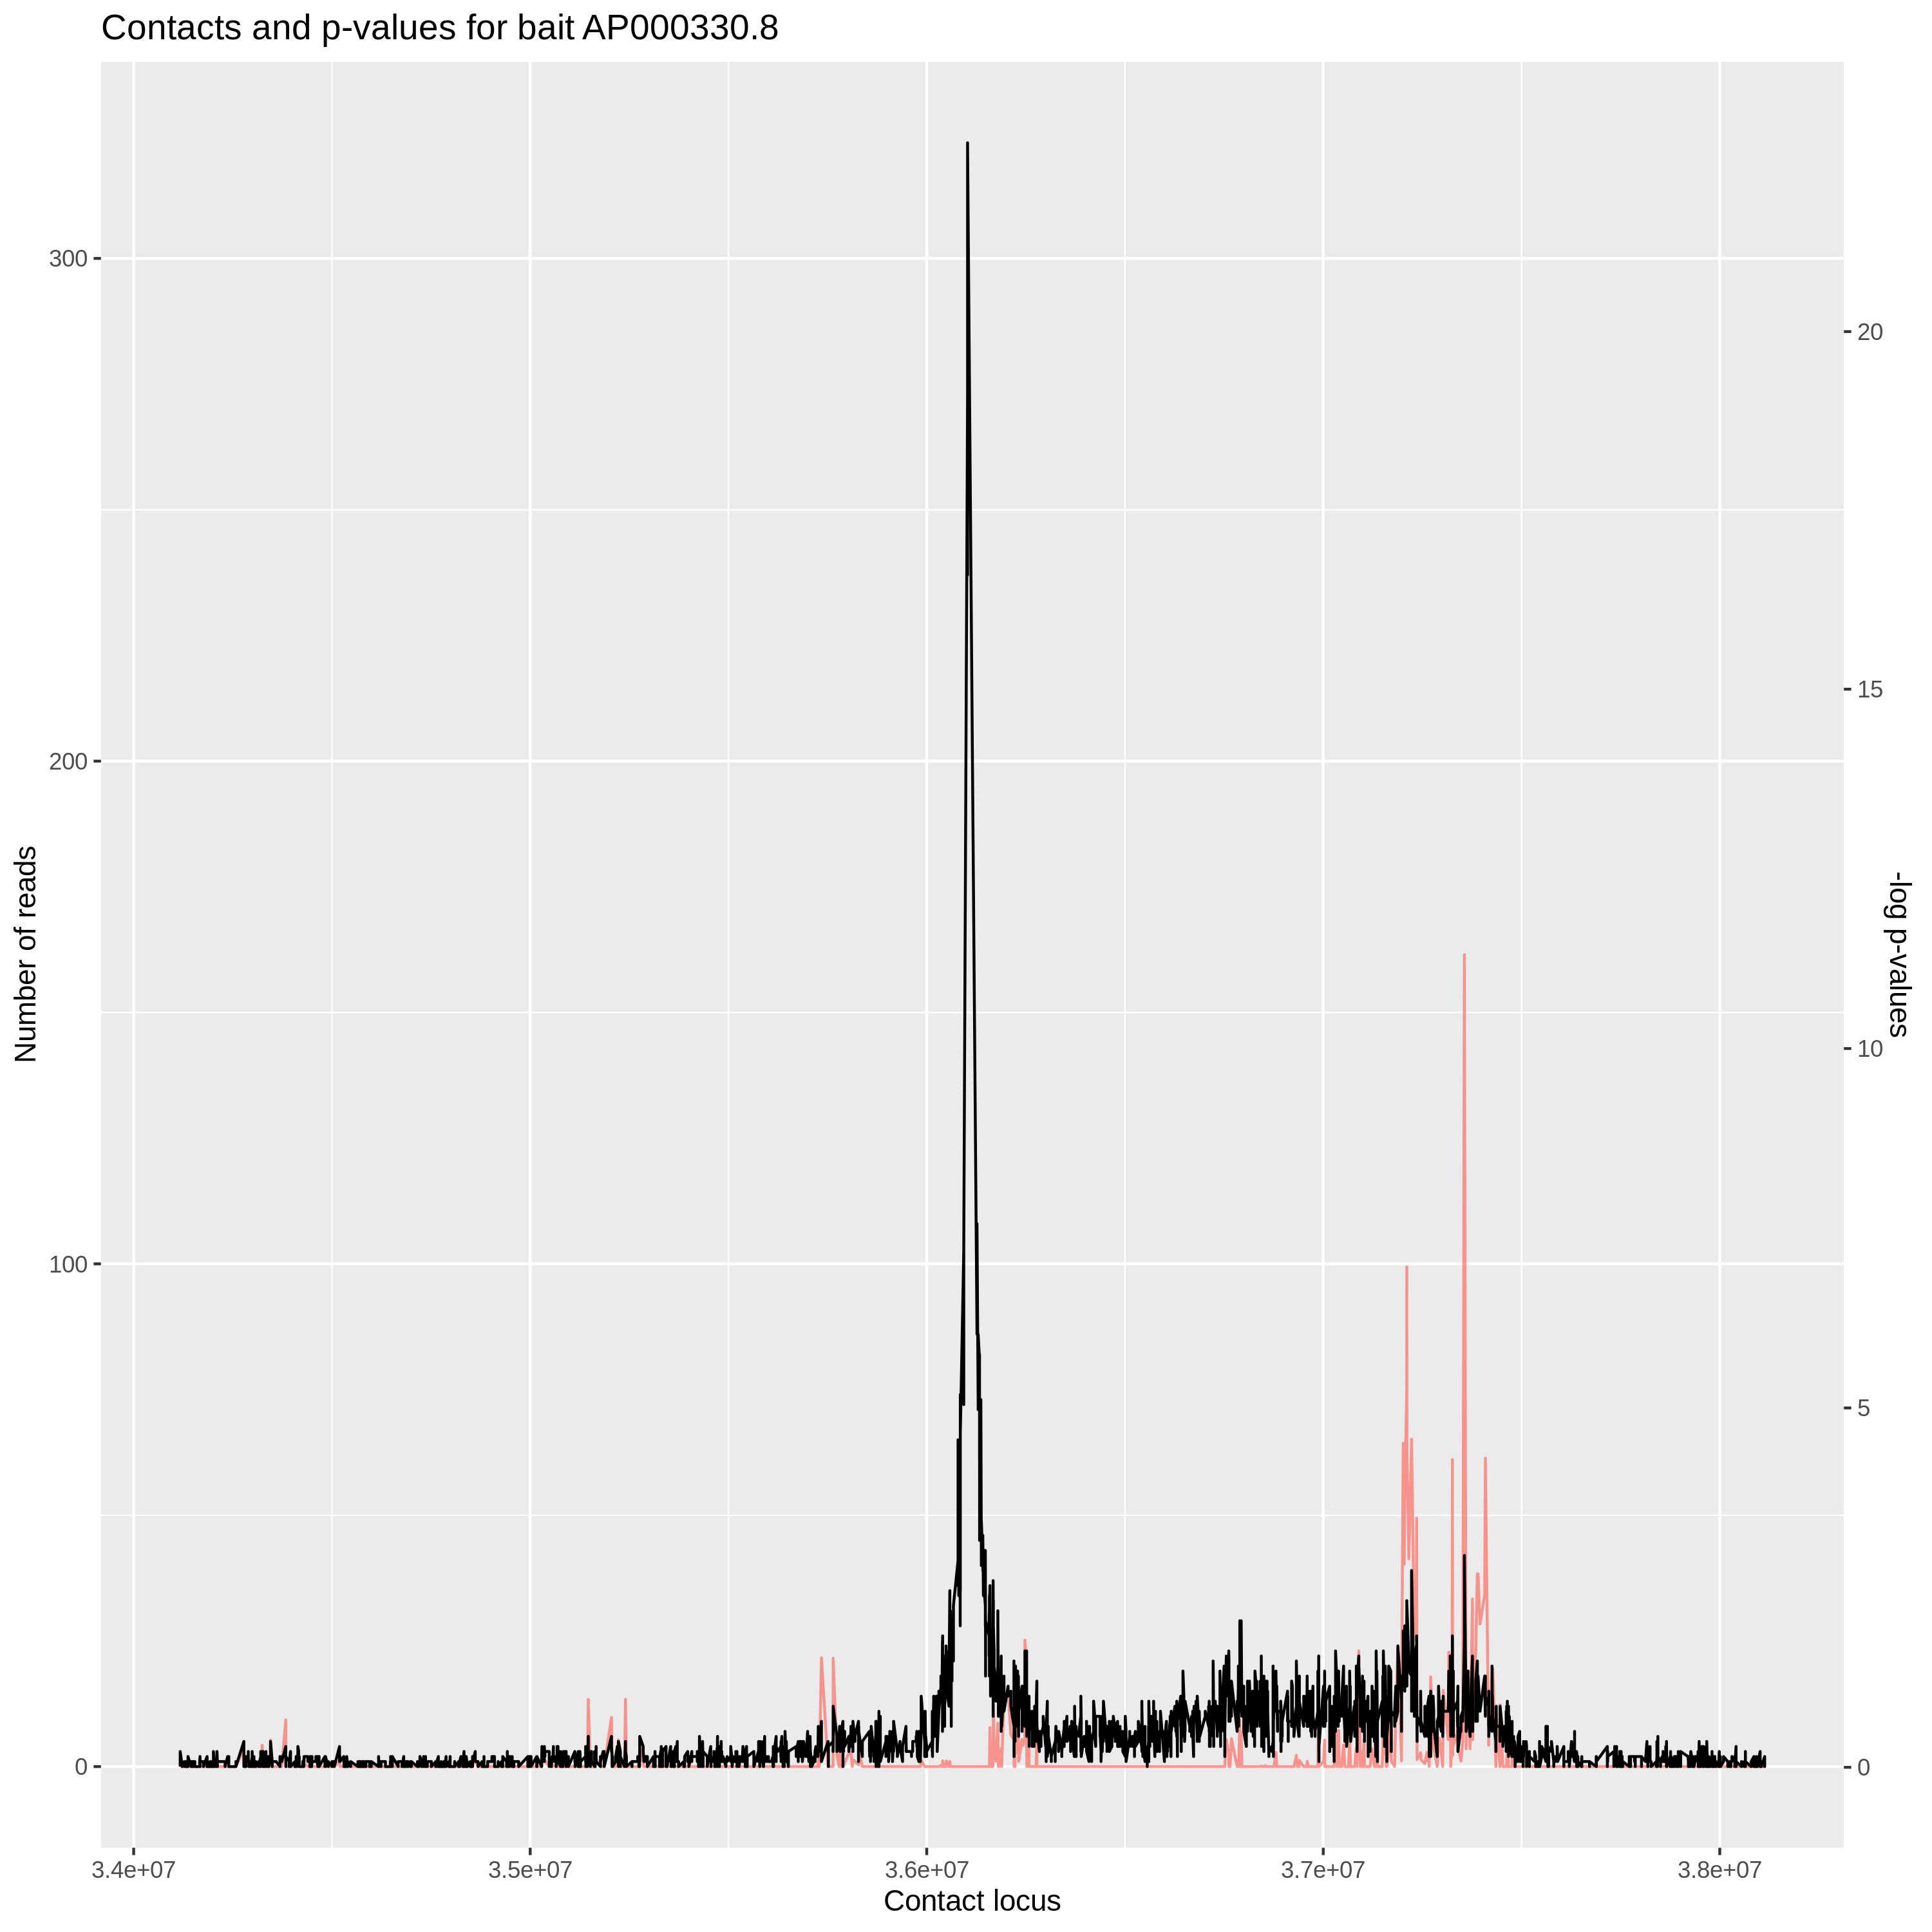 Contacts and p-values for bait AP000330.8
300
200
100
0
Number of reads
20
15
10
5
0
-log p-values
3.4e+07 3.5e+07 3.6e+07 3.7e+07 3.8e+07
Contact locus